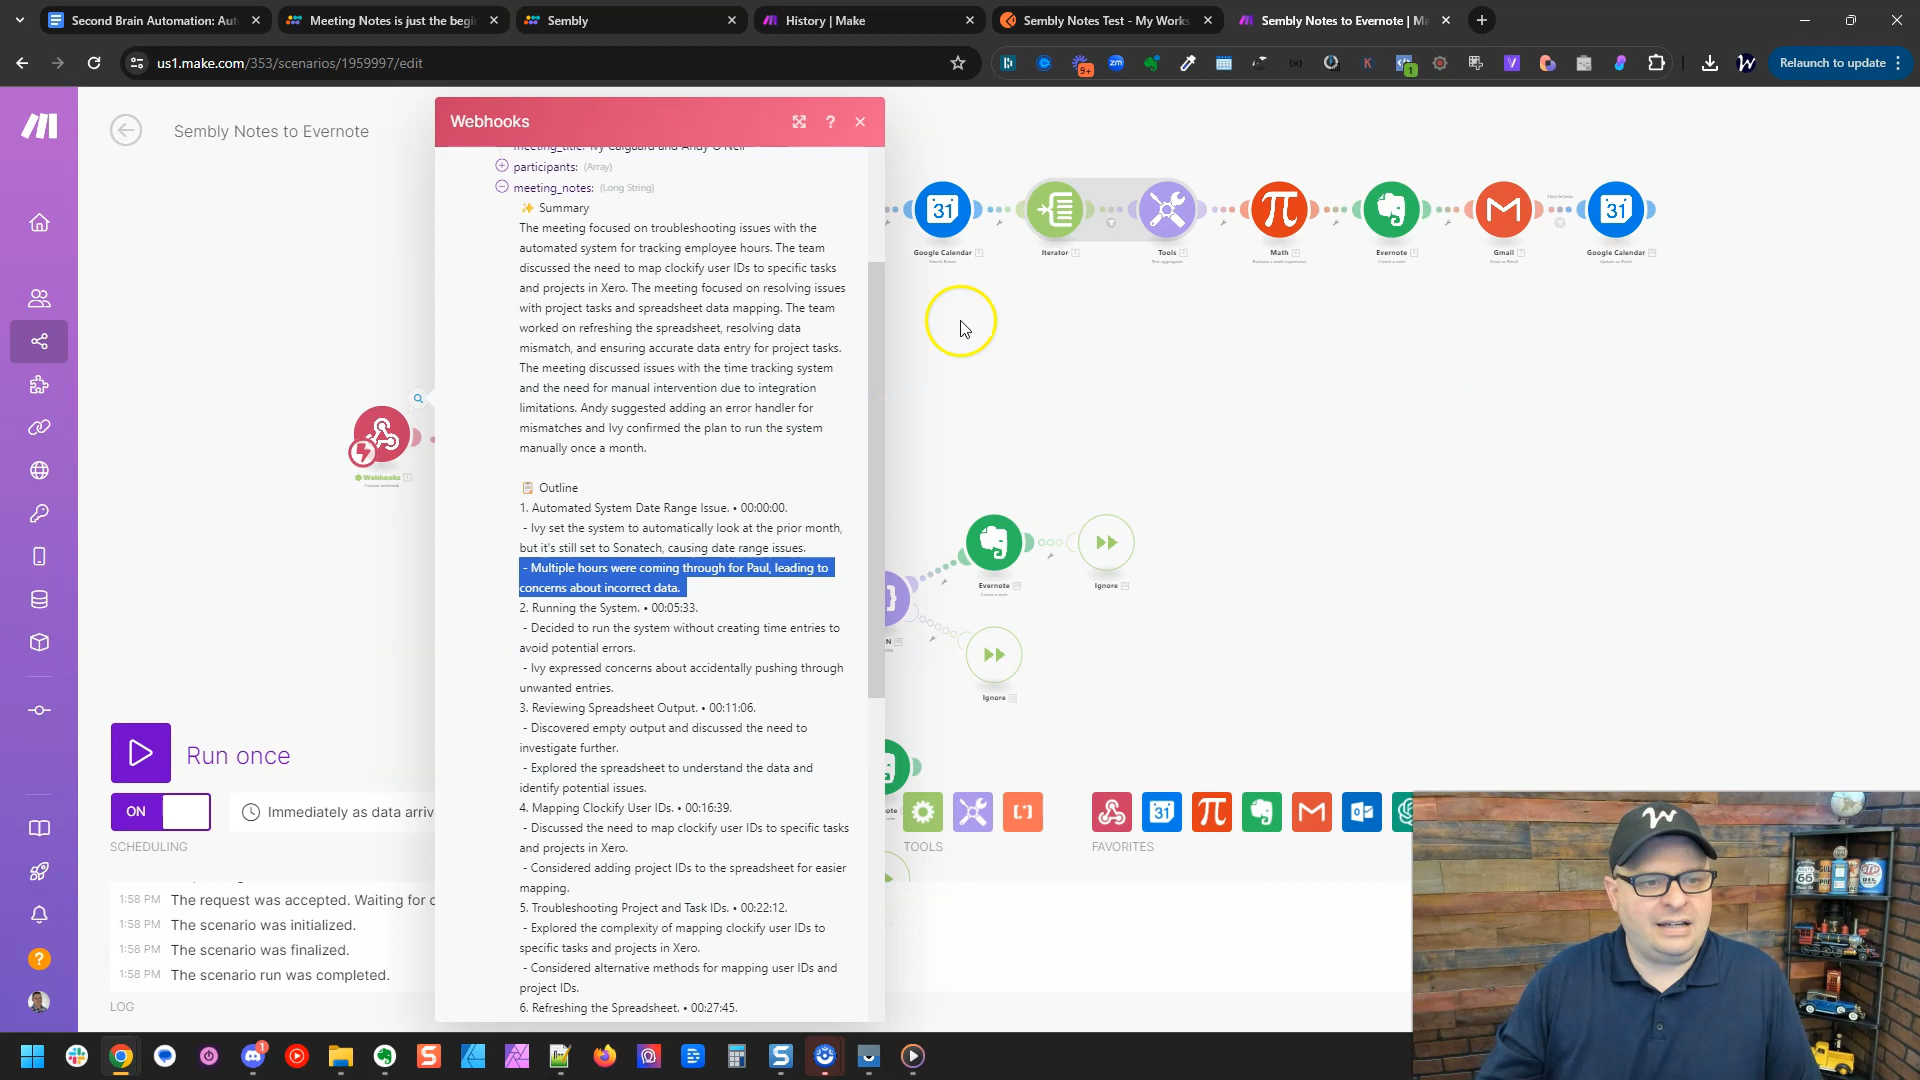 Second Brain Automation: Aut
Meeting Notes is just the begi
Sembly
History | Make
Sembly Notes Test - My Works
Sembly Notes to Evernote | M
us1.make.com/353/scenarios/1959997/edit
9+
1
Relaunch to update
Sembly Notes to Evernote
Webhooks
?
participants: (Array)
meeting_notes: (Long String)
✨ Summary
The meeting focused on troubleshooting issues with the
automated system for tracking employee hours. The team
discussed the need to map clockify user IDs to specific tasks
and projects in Xero. The meeting focused on resolving issues
with project tasks and spreadsheet data mapping. The team
worked on refreshing the spreadsheet, resolving data
mismatch, and ensuring accurate data entry for project tasks.
The meeting discussed issues with the time tracking system
and the need for manual intervention due to integration
limitations. Andy suggested adding an error handler for
mismatches and Ivy confirmed the plan to run the system
manually once a month.
📋 Outline
1. Automated System Date Range Issue. • 00:00:00.
- Ivy set the system to automatically look at the prior month,
but it's still set to Sonatech, causing date range issues.
- Multiple hours were coming through for Paul, leading to
concerns about incorrect data.
2. Running the System. • 00:05:33.
- Decided to run the system without creating time entries to
avoid potential errors.
- Ivy expressed concerns about accidentally pushing through
unwanted entries.
3. Reviewing Spreadsheet Output. • 00:11:06.
- Discovered empty output and discussed the need to
investigate further.
- Explored the spreadsheet to understand the data and
identify potential issues.
4. Mapping Clockify User IDs. • 00:16:39.
- Discussed the need to map clockify user IDs to specific tasks
and projects in Xero.
- Considered adding project IDs to the spreadsheet for easier
mapping.
5. Troubleshooting Project and Task IDs. • 00:22:12.
- Explored the complexity of mapping clockify user IDs to
specific tasks and projects in Xero.
- Considered alternative methods for mapping user IDs and
project IDs.
6. Refreshing the Spreadsheet. • 00:27:45.
31
31
Google Calendar
Iterator
Tools
Math
Evernote
Gmail
Google Calendar
Webhooks
Evernote
Ignore
Ignore
Run once
ON
Immediately as data arriv
SCHEDULING
TOOLS
FAVORITES
31
1:58 PM The request was accepted. Waiting for
1:58 PM The scenario was initialized.
1:58 PM The scenario was finalized.
1:58 PM The scenario run was completed.
LOG
66
1